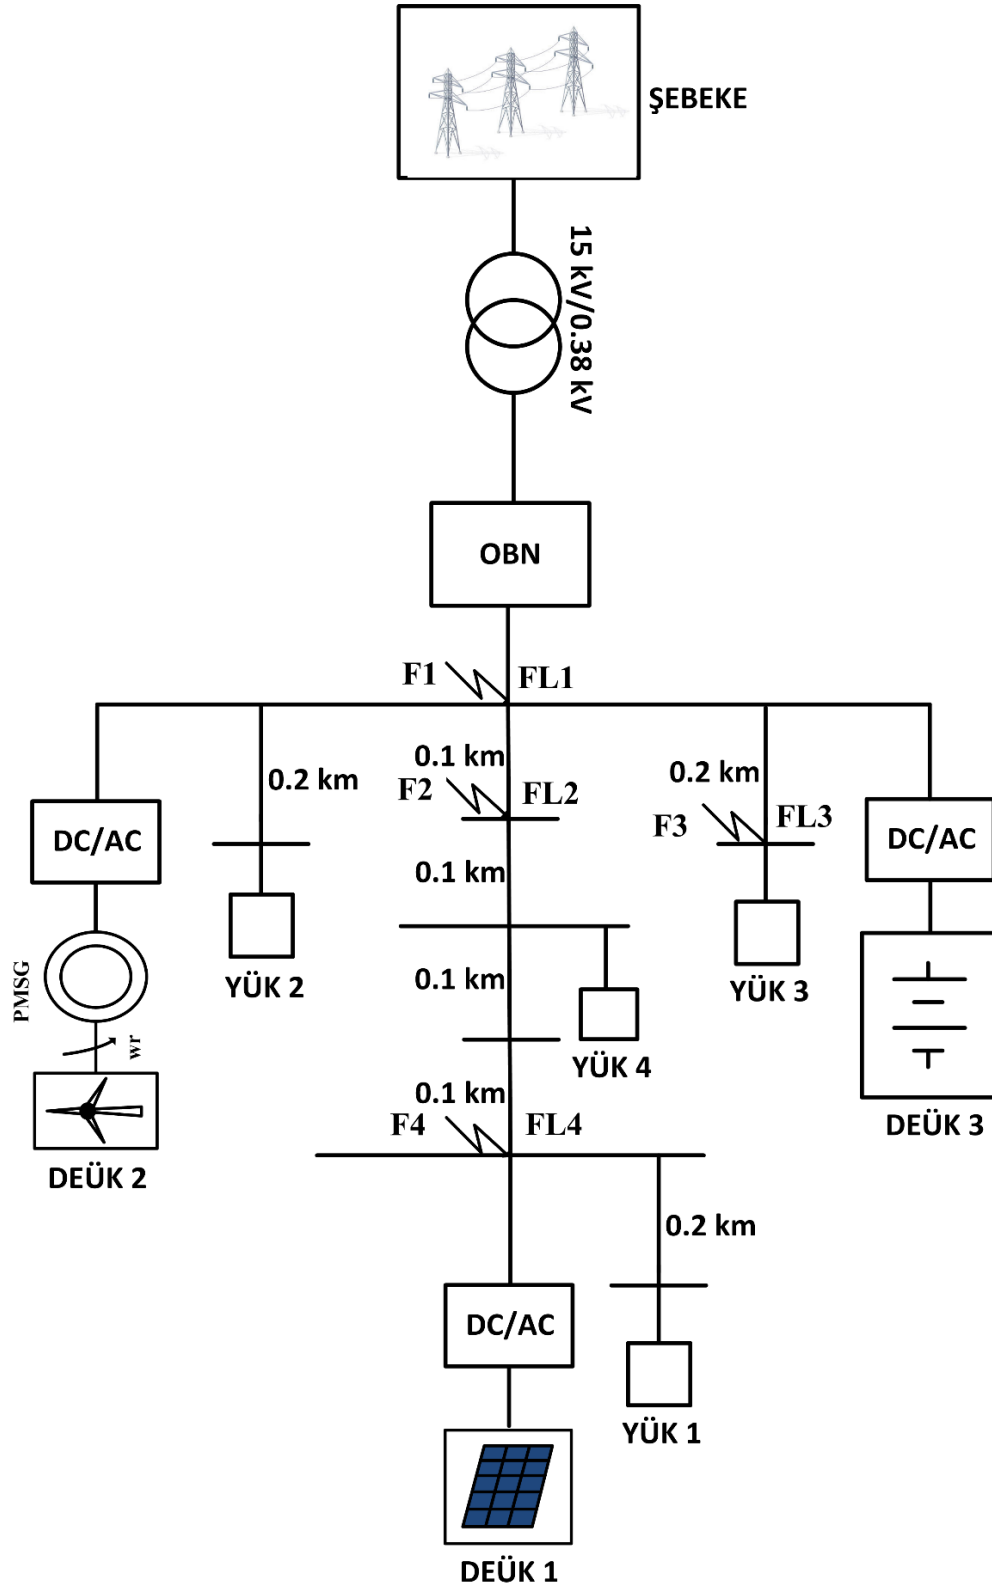 ŞEBEKE
15 kV/0.38 kV
OBN
F1
FL1
0.1 km
0.2 km
0.2 km
F2
FL2
F3
FL3
DC/AC
DC/AC
0.1 km
PMSG
YÜK 2
0.1 km
YÜK 3
wr
YÜK 4
0.1 km
F4
FL4
DEÜK 3
DEÜK 2
0.2 km
DC/AC
YÜK 1
DEÜK 1